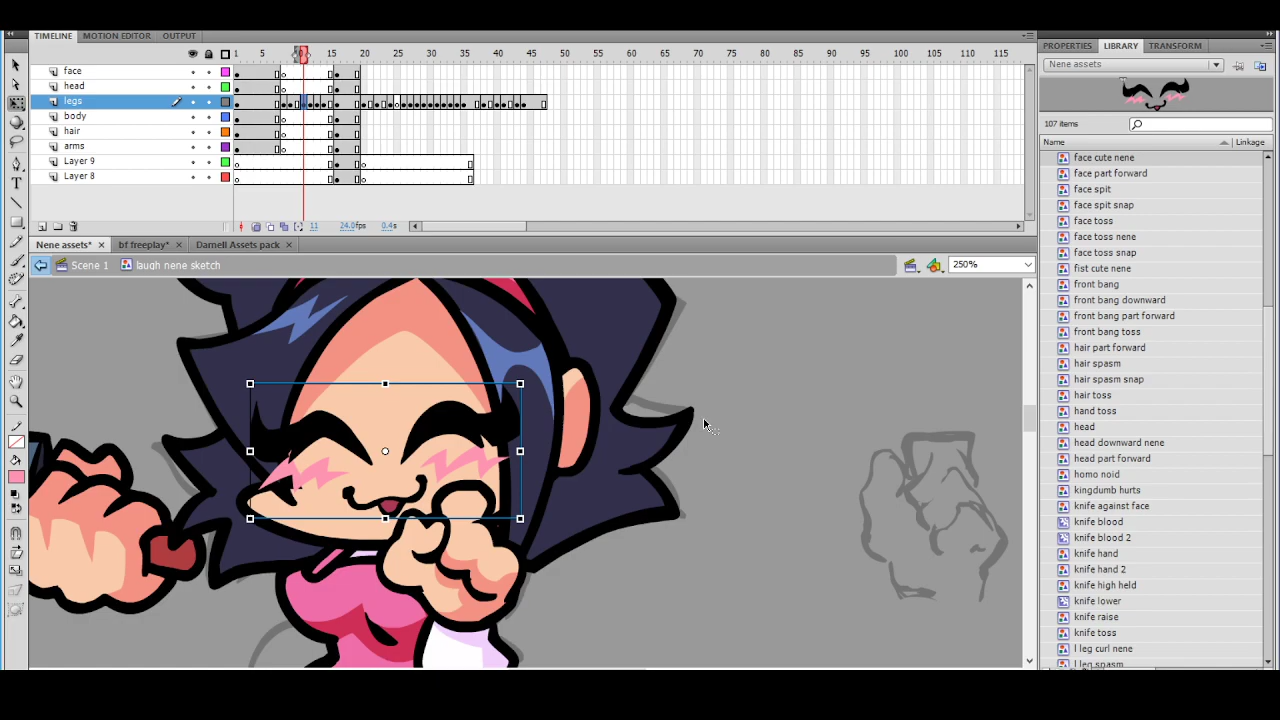 TIMELINE MOTION EDITOR OUTPUT
PROPERTIES LIBRARY TRANSFORM
1 5 15 20 25 30 35 40 45 50 55 60 65 70 75 80 85 90 95 100 105 110 115
Nene assets
face
head
legs
body
hair
arms
Layer 9
Layer 8
107 items
Name Linkage
11 24.0fps 0.4s
Nene assets* × bf freeplay* × Darnell Assets pack ×
Scene 1 laugh nene sketch 250%
T
face cute nene
face part forward
face spit
face spit snap
face toss
face toss nene
face toss snap
fist cute nene
front bang
front bang downward
front bang part forward
front bang toss
hair part forward
hair spasm
hair spasm snap
hair toss
hand toss
head
head downward nene
head part forward
homo noid
kingdumb hurts
knife against face
knife blood
knife blood 2
knife hand
knife hand 2
knife high held
knife lower
knife raise
knife toss
l leg curl nene
l leg spasm